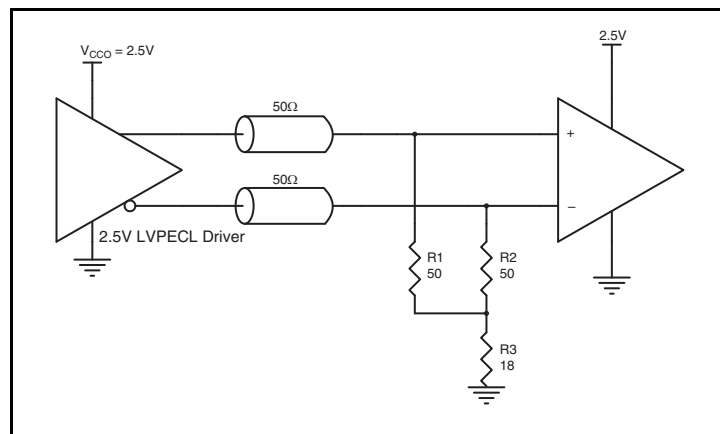 V_CCO = 2.5V
2.5V
50Ω
+
50Ω
−
2.5V LVPECL Driver
R1
50
R2
50
R3
18